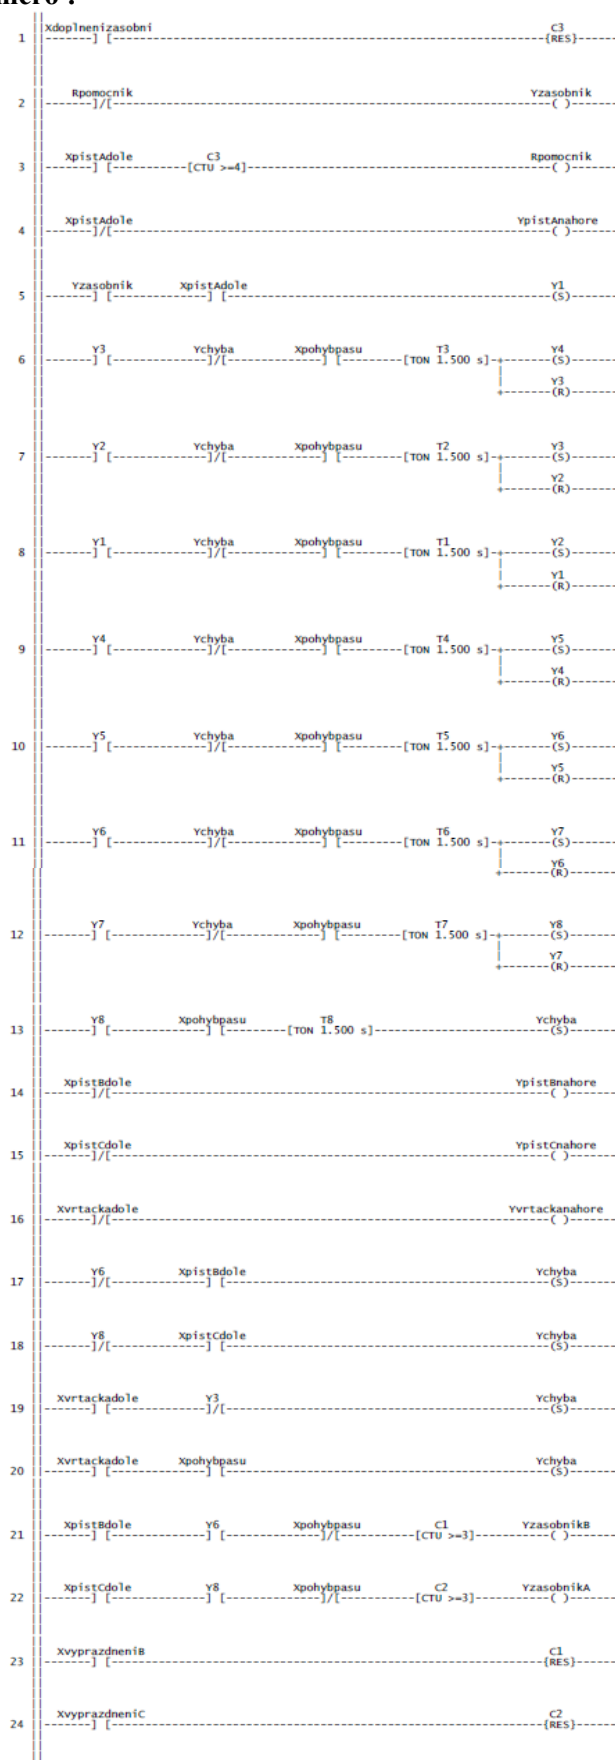 Xdoplnenizasobni C3
1 ||-------] [------------------------------------------------------{RES}----
Rpomocnik Yzasobnik
2 ||------]/[--------------------------------------------------------( )-----
XpistAdole C3 Rpomocnik
3 ||-------] [----------[CTU >=4]--------------------------------------( )-----
XpistAdole YpistAnahore
4 ||-------]/[--------------------------------------------------------( )-----
Yzasobnik XpistAdole Y1
5 ||-------] [--------------] [----------------------------------------(S)-----
Y3 Ychyba Xpohybpasu T3 Y4
6 ||-------] [--------------]/[--------------] [--------[TON 1.500 s]-+-------(S)-----
| Y3
+-------(R)-----
Y2 Ychyba Xpohybpasu T2 Y3
7 ||-------] [--------------]/[--------------] [--------[TON 1.500 s]-+-------(S)-----
| Y2
+-------(R)-----
Y1 Ychyba Xpohybpasu T1 Y2
8 ||-------] [--------------]/[--------------] [--------[TON 1.500 s]-+-------(S)-----
| Y1
+-------(R)-----
Y4 Ychyba Xpohybpasu T4 Y5
9 ||-------] [--------------]/[--------------] [--------[TON 1.500 s]-+-------(S)-----
| Y4
+-------(R)-----
Y5 Ychyba Xpohybpasu T5 Y6
10 ||-------] [--------------]/[--------------] [--------[TON 1.500 s]-+-------(S)-----
| Y5
+-------(R)-----
Y6 Ychyba Xpohybpasu T6 Y7
11 ||-------] [--------------]/[--------------] [--------[TON 1.500 s]-+-------(S)-----
| Y6
+-------(R)-----
Y7 Ychyba Xpohybpasu T7 Y8
12 ||-------] [--------------]/[--------------] [--------[TON 1.500 s]-+-------(S)-----
| Y7
+-------(R)-----
Y8 Xpohybpasu T8 Ychyba
13 ||-------] [--------------] [--------[TON 1.500 s]----------------------(S)-----
XpistBdole YpistBnahore
14 ||-------]/[--------------------------------------------------------( )-----
XpistCdole YpistCnahore
15 ||-------]/[--------------------------------------------------------( )-----
Xvrtackadole Yvrtackanahore
16 ||-------]/[--------------------------------------------------------( )-----
Y6 XpistBdole Ychyba
17 ||-------]/[--------------] [----------------------------------------(S)-----
Y8 XpistCdole Ychyba
18 ||-------]/[--------------] [----------------------------------------(S)-----
Xvrtackadole Y3 Ychyba
19 ||-------] [--------------]/[----------------------------------------(S)-----
Xvrtackadole Xpohybpasu Ychyba
20 ||-------] [--------------] [----------------------------------------(S)-----
XpistBdole Y6 Xpohybpasu C1 YzasobnikB
21 ||-------] [--------------] [--------------]/[----------[CTU >=3]----------( )-----
XpistCdole Y8 Xpohybpasu C2 YzasobnikA
22 ||-------] [--------------] [--------------]/[----------[CTU >=3]----------( )-----
XvyprazdneniB C1
23 ||-------] [------------------------------------------------------{RES}----
XvyprazdneniC C2
24 ||-------] [------------------------------------------------------{RES}----